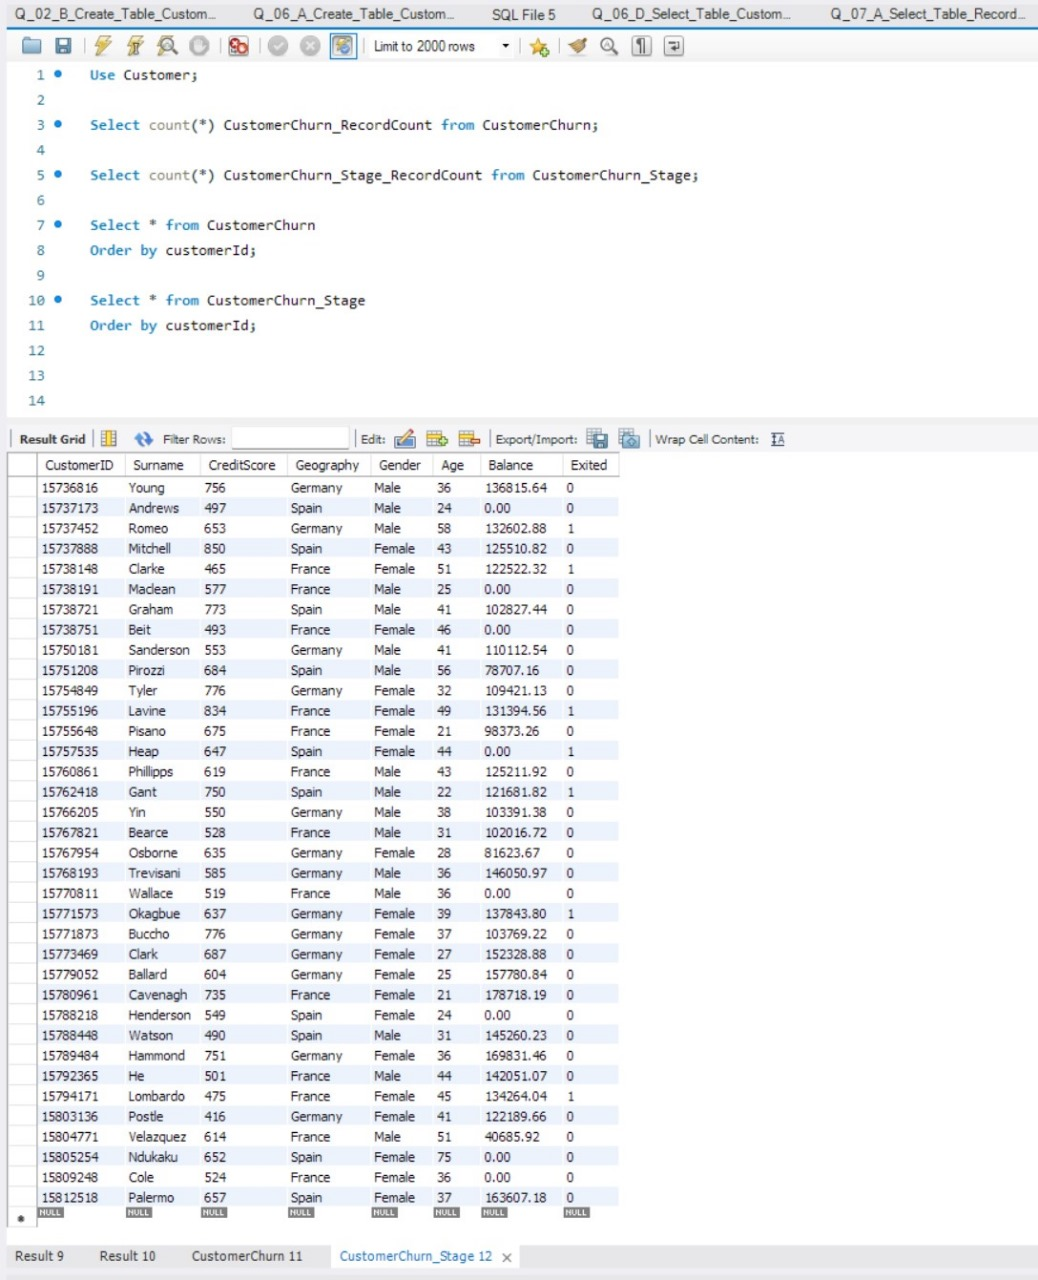 Q_02_B_Create_Table_Custom... Q_06_A_Create_Table_Custom... SQL File 5 Q_06_D_Select_Table_Custom... Q_07_A_Select_Table_Record...
Limit to 2000 rows
1 Use Customer;
2
3 Select count(*) CustomerChurn_RecordCount from CustomerChurn;
4
5 Select count(*) CustomerChurn_Stage_RecordCount from CustomerChurn_Stage;
6
7 Select * from CustomerChurn
8 Order by customerId;
9
10 Select * from CustomerChurn_Stage
11 Order by customerId;
12
13
14
Result Grid Filter Rows: Edit: Export/Import: Wrap Cell Content: IA
CustomerID Surname CreditScore Geography Gender Age Balance Exited
15736816 Young 756 Germany Male 36 136815.64 0
15737173 Andrews 497 Spain Male 24 0.00 0
15737452 Romeo 653 Germany Male 58 132602.88 1
15737888 Mitchell 850 Spain Female 43 125510.82 0
15738148 Clarke 465 France Female 51 122522.32 1
15738191 Maclean 577 France Male 25 0.00 0
15738721 Graham 773 Spain Male 41 102827.44 0
15738751 Beit 493 France Female 46 0.00 0
15750181 Sanderson 553 Germany Male 41 110112.54 0
15751208 Pirozzi 684 Spain Male 56 78707.16 0
15754849 Tyler 776 Germany Female 32 109421.13 0
15755196 Lavine 834 France Female 49 131394.56 1
15755648 Pisano 675 France Female 21 98373.26 0
15757535 Heap 647 Spain Female 44 0.00 1
15760861 Phillipps 619 France Male 43 125211.92 0
15762418 Gant 750 Spain Male 22 121681.82 1
15766205 Yin 550 Germany Male 38 103391.38 0
15767821 Bearce 528 France Male 31 102016.72 0
15767954 Osborne 635 Germany Female 28 81623.67 0
15768193 Trevisani 585 Germany Male 36 146050.97 0
15770811 Wallace 519 France Male 36 0.00 0
15771573 Okagbue 637 Germany Female 39 137843.80 1
15771873 Buccho 776 Germany Female 37 103769.22 0
15773469 Clark 687 Germany Female 27 152328.88 0
15779052 Ballard 604 Germany Female 25 157780.84 0
15780961 Cavenagh 735 France Female 21 178718.19 0
15788218 Henderson 549 Spain Female 24 0.00 0
15788448 Watson 490 Spain Male 31 145260.23 0
15789484 Hammond 751 Germany Female 36 169831.46 0
15792365 He 501 France Male 44 142051.07 0
15794171 Lombardo 475 France Female 45 134264.04 1
15803136 Postle 416 Germany Female 41 122189.66 0
15804771 Velazquez 614 France Male 51 40685.92 0
15805254 Ndukaku 652 Spain Female 75 0.00 0
15809248 Cole 524 France Female 36 0.00 0
15812518 Palermo 657 Spain Female 37 163607.18 0
* NULL NULL NULL NULL NULL NULL NULL NULL
Result 9 Result 10 CustomerChurn 11 CustomerChurn_Stage 12 ×